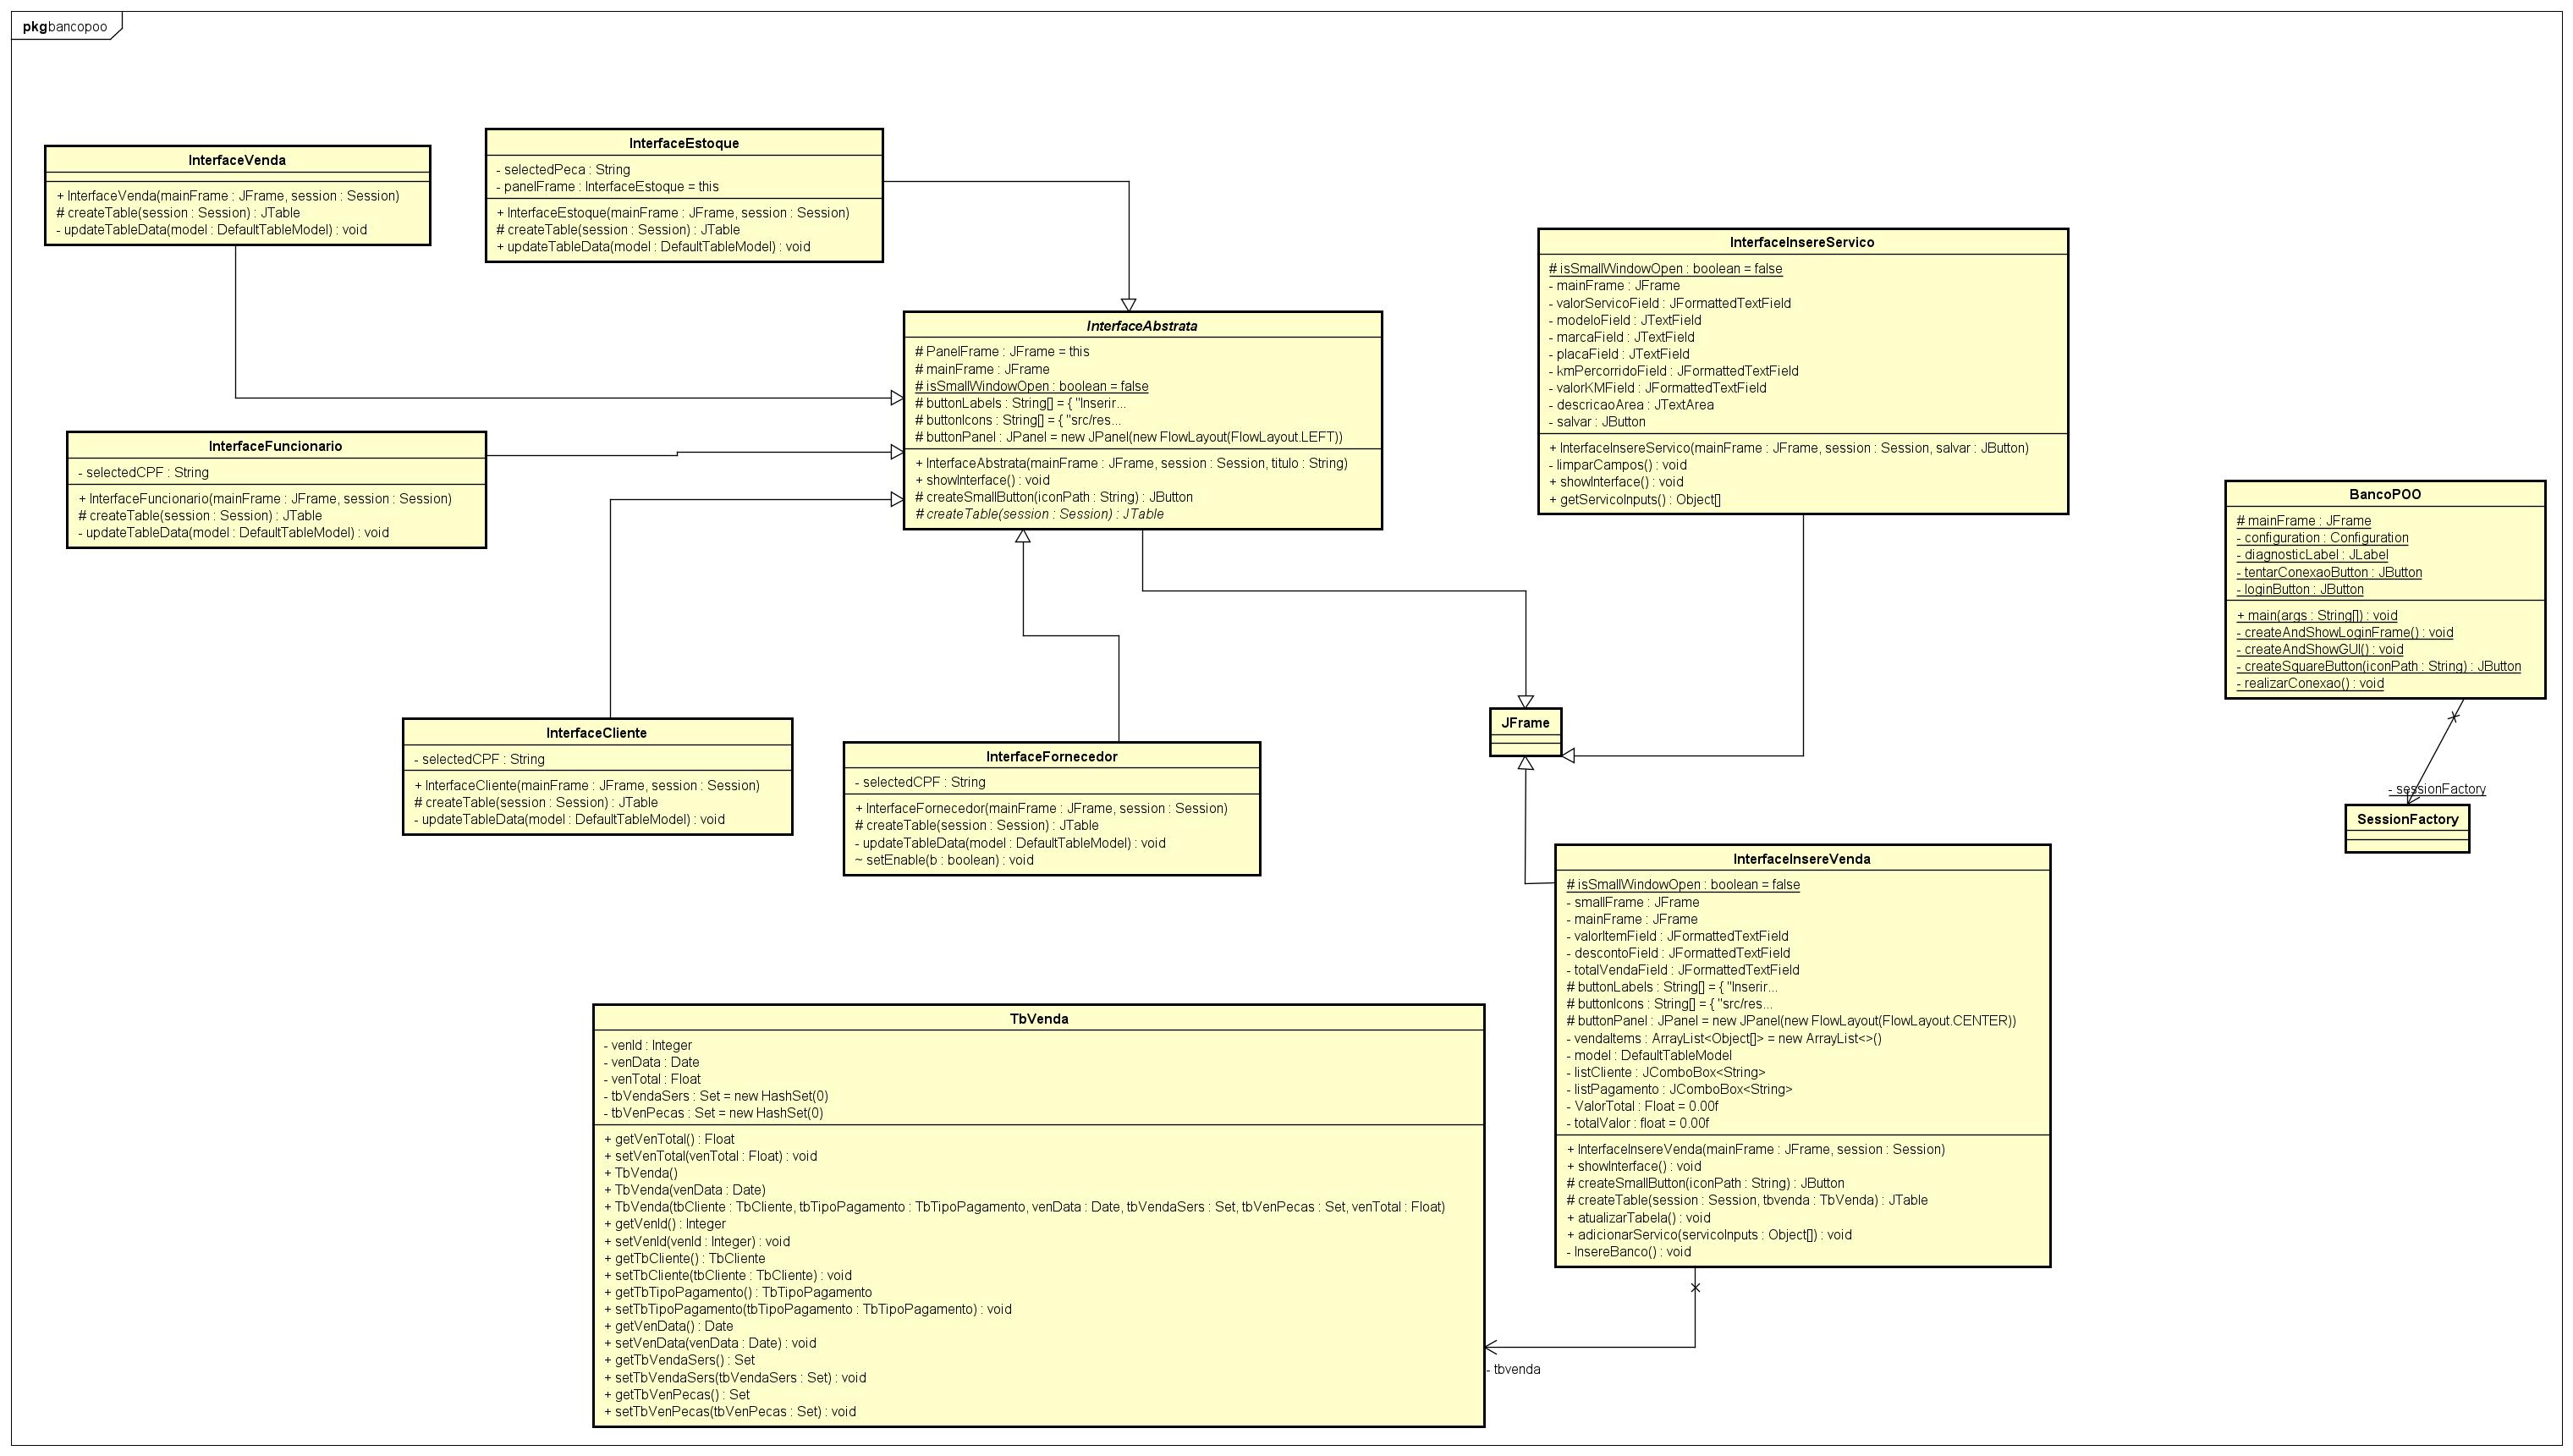 pkg bancopoo
InterfaceVenda
+ InterfaceVenda(mainFrame : JFrame, session : Session)
# createTable(session : Session) : JTable
- updateTableData(model : DefaultTableModel) : void
InterfaceEstoque
- selectedPeca : String
- panelFrame : InterfaceEstoque = this
+ InterfaceEstoque(mainFrame : JFrame, session : Session)
# createTable(session : Session) : JTable
+ updateTableData(model : DefaultTableModel) : void
InterfaceAbstrata
# PanelFrame : JFrame = this
# mainFrame : JFrame
# isSmallWindowOpen : boolean = false
# buttonLabels : String[] = { "Inserir...
# buttonIcons : String[] = { "src/res...
# buttonPanel : JPanel = new JPanel(new FlowLayout(FlowLayout.LEFT))
+ InterfaceAbstrata(mainFrame : JFrame, session : Session, titulo : String)
+ showInterface() : void
# createSmallButton(iconPath : String) : JButton
# createTable(session : Session) : JTable
InterfaceInsereServico
# isSmallWindowOpen : boolean = false
- mainFrame : JFrame
- valorServicoField : JFormattedTextField
- modeloField : JTextField
- marcaField : JTextField
- placaField : JTextField
- kmPercorridoField : JFormattedTextField
- valorKMField : JFormattedTextField
- descricaoArea : JTextArea
- salvar : JButton
+ InterfaceInsereServico(mainFrame : JFrame, session : Session, salvar : JButton)
- limparCampos() : void
+ showInterface() : void
+ getServicoInputs() : Object[]
InterfaceFuncionario
- selectedCPF : String
+ InterfaceFuncionario(mainFrame : JFrame, session : Session)
# createTable(session : Session) : JTable
- updateTableData(model : DefaultTableModel) : void
BancoPOO
# mainFrame : JFrame
- configuration : Configuration
- diagnosticLabel : JLabel
- tentarConexaoButton : JButton
- loginButton : JButton
+ main(args : String[]) : void
- createAndShowLoginFrame() : void
- createAndShowGUI() : void
- createSquareButton(iconPath : String) : JButton
- realizarConexao() : void
- sessionFactory
SessionFactory
JFrame
InterfaceCliente
- selectedCPF : String
+ InterfaceCliente(mainFrame : JFrame, session : Session)
# createTable(session : Session) : JTable
- updateTableData(model : DefaultTableModel) : void
InterfaceFornecedor
- selectedCPF : String
+ InterfaceFornecedor(mainFrame : JFrame, session : Session)
# createTable(session : Session) : JTable
- updateTableData(model : DefaultTableModel) : void
~ setEnable(b : boolean) : void
InterfaceInsereVenda
# isSmallWindowOpen : boolean = false
- smallFrame : JFrame
- mainFrame : JFrame
- valorItemField : JFormattedTextField
- descontoField : JFormattedTextField
- totalVendaField : JFormattedTextField
# buttonLabels : String[] = { "Inserir...
# buttonIcons : String[] = { "src/res...
# buttonPanel : JPanel = new JPanel(new FlowLayout(FlowLayout.CENTER))
- vendaItems : ArrayList<Object[]> = new ArrayList<>()
- model : DefaultTableModel
- listCliente : JComboBox<String>
- listPagamento : JComboBox<String>
- ValorTotal : Float = 0.00f
- totalValor : float = 0.00f
+ InterfaceInsereVenda(mainFrame : JFrame, session : Session)
+ showInterface() : void
# createSmallButton(iconPath : String) : JButton
# createTable(session : Session, tbvenda : TbVenda) : JTable
+ atualizarTabela() : void
+ adicionarServico(servicoInputs : Object[]) : void
- InsereBanco() : void
TbVenda
- venId : Integer
- venData : Date
- venTotal : Float
- tbVendaSers : Set = new HashSet(0)
- tbVenPecas : Set = new HashSet(0)
+ getVenTotal() : Float
+ setVenTotal(venTotal : Float) : void
+ TbVenda()
+ TbVenda(venData : Date)
+ TbVenda(tbCliente : TbCliente, tbTipoPagamento : TbTipoPagamento, venData : Date, tbVendaSers : Set, tbVenPecas : Set, venTotal : Float)
+ getVenId() : Integer
+ setVenId(venId : Integer) : void
+ getTbCliente() : TbCliente
+ setTbCliente(tbCliente : TbCliente) : void
+ getTbTipoPagamento() : TbTipoPagamento
+ setTbTipoPagamento(tbTipoPagamento : TbTipoPagamento) : void
+ getVenData() : Date
+ setVenData(venData : Date) : void
+ getTbVendaSers() : Set
+ setTbVendaSers(tbVendaSers : Set) : void
+ getTbVenPecas() : Set
+ setTbVenPecas(tbVenPecas : Set) : void
- tbvenda